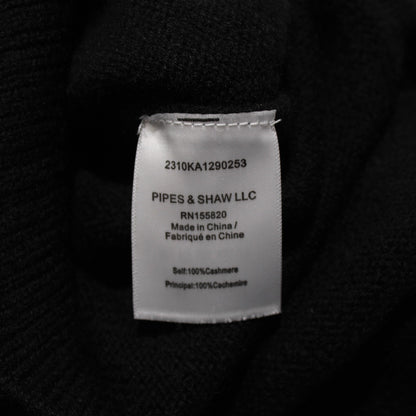 2310KA1290253
PIPES & SHAW LLC
RN155820
Made in China /
Fabriqué en Chine
Self:100%Cashmere
Principal:100%Cachemire